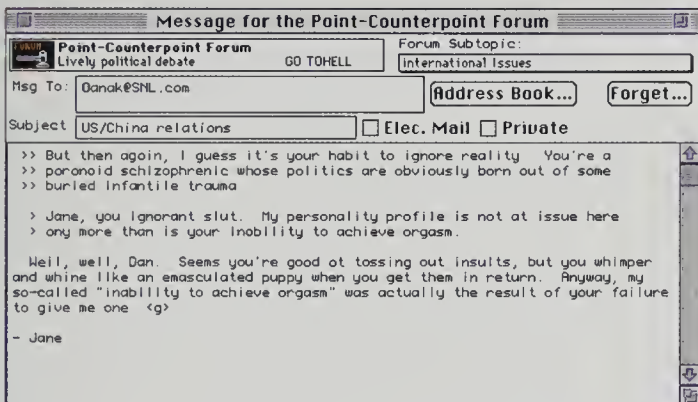 Message for the Point-Counterpoint Forum
FORUM
Point-Counterpoint Forum
Lively political debate GO TOHELL
Forum Subtopic:
International Issues
Msg To: Danak@SNL.com
Address Book... Forget...
Subject US/China relations Elec. Mail Private
>> But then again, I guess it's your habit to ignore reality You're a
>> paranoid schizophrenic whose politics are obviously born out of some
>> buried infantile trauma
> Jane, you ignorant slut. My personality profile is not at issue here
> any more than is your inability to achieve orgasm.
Well, well, Dan. Seems you're good at tossing out insults, but you whimper
and whine like an emasculated puppy when you get them in return. Anyway, my
so-called "inability to achieve orgasm" was actually the result of your failure
to give me one <g>
- Jane